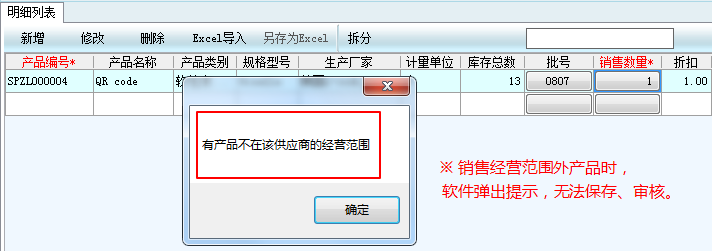 明细列表
新增 修改 删除 Excel导入 另存为Excel 拆分
产品编号* 产品名称 产品类别 规格型号 生产厂家 计量单位 库存总数 批号 销售数量* 折扣
SPZL000004 QR code 13 0807 1 1.00
有产品不在该供应商的经营范围
确定
※ 销售经营范围外产品时，
软件弹出提示，无法保存、审核。